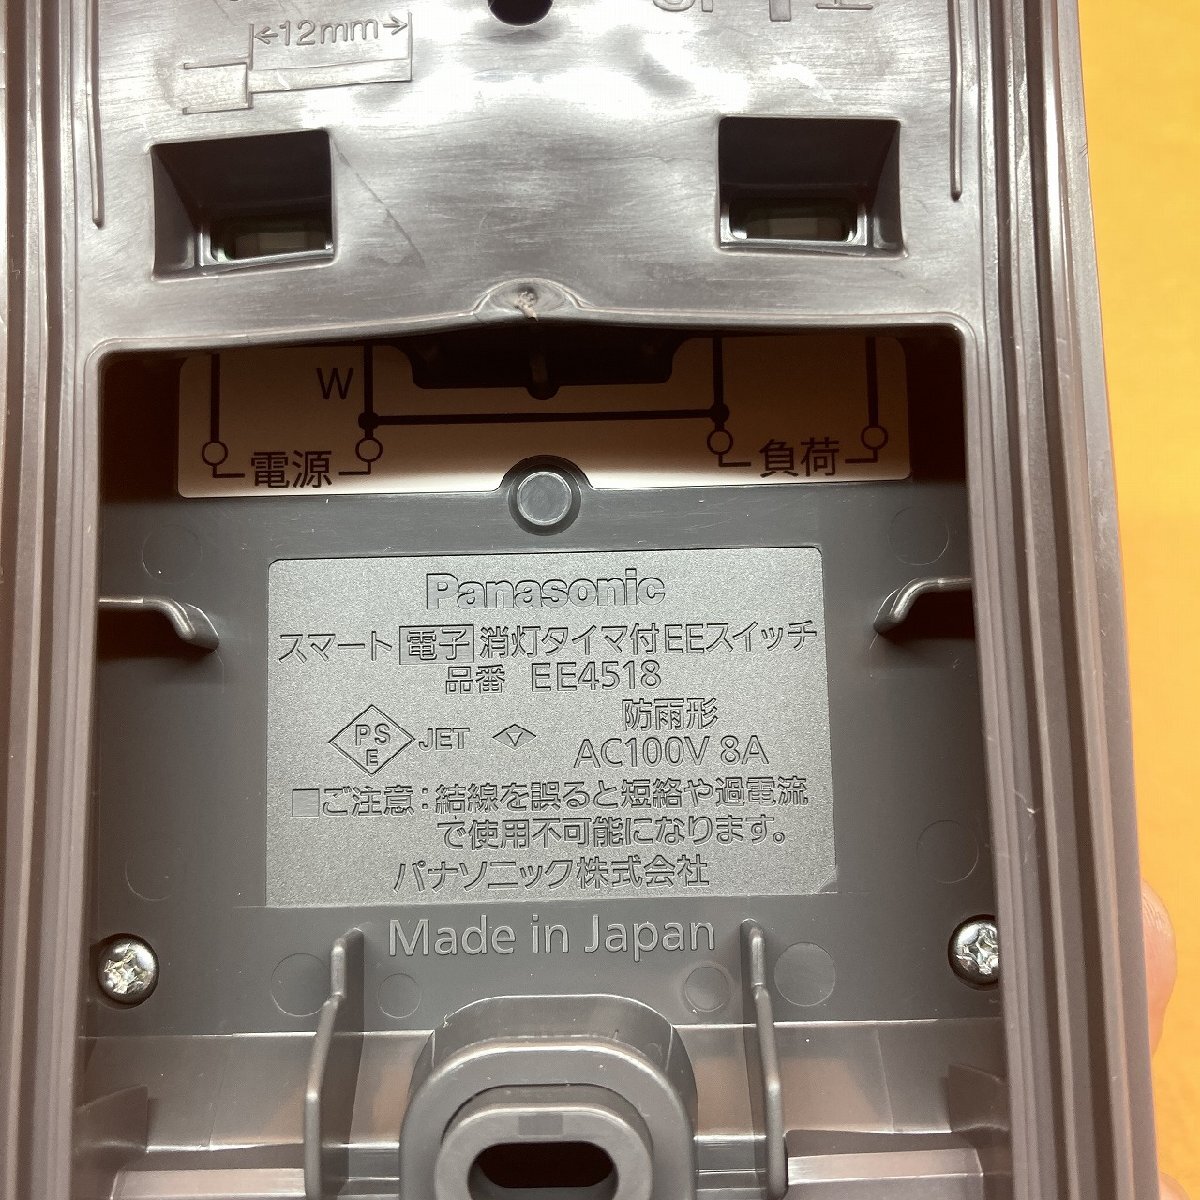 12mm
W
電源
負荷
Panasonic
スマート 電子 消灯タイマ付EEスイッチ
品番 EE4518
防雨形
PS
E
JET
AC100V 8A
■ご注意：結線を誤ると短絡や過電流
で使用不可能になります。
パナソニック株式会社
Made in Japan